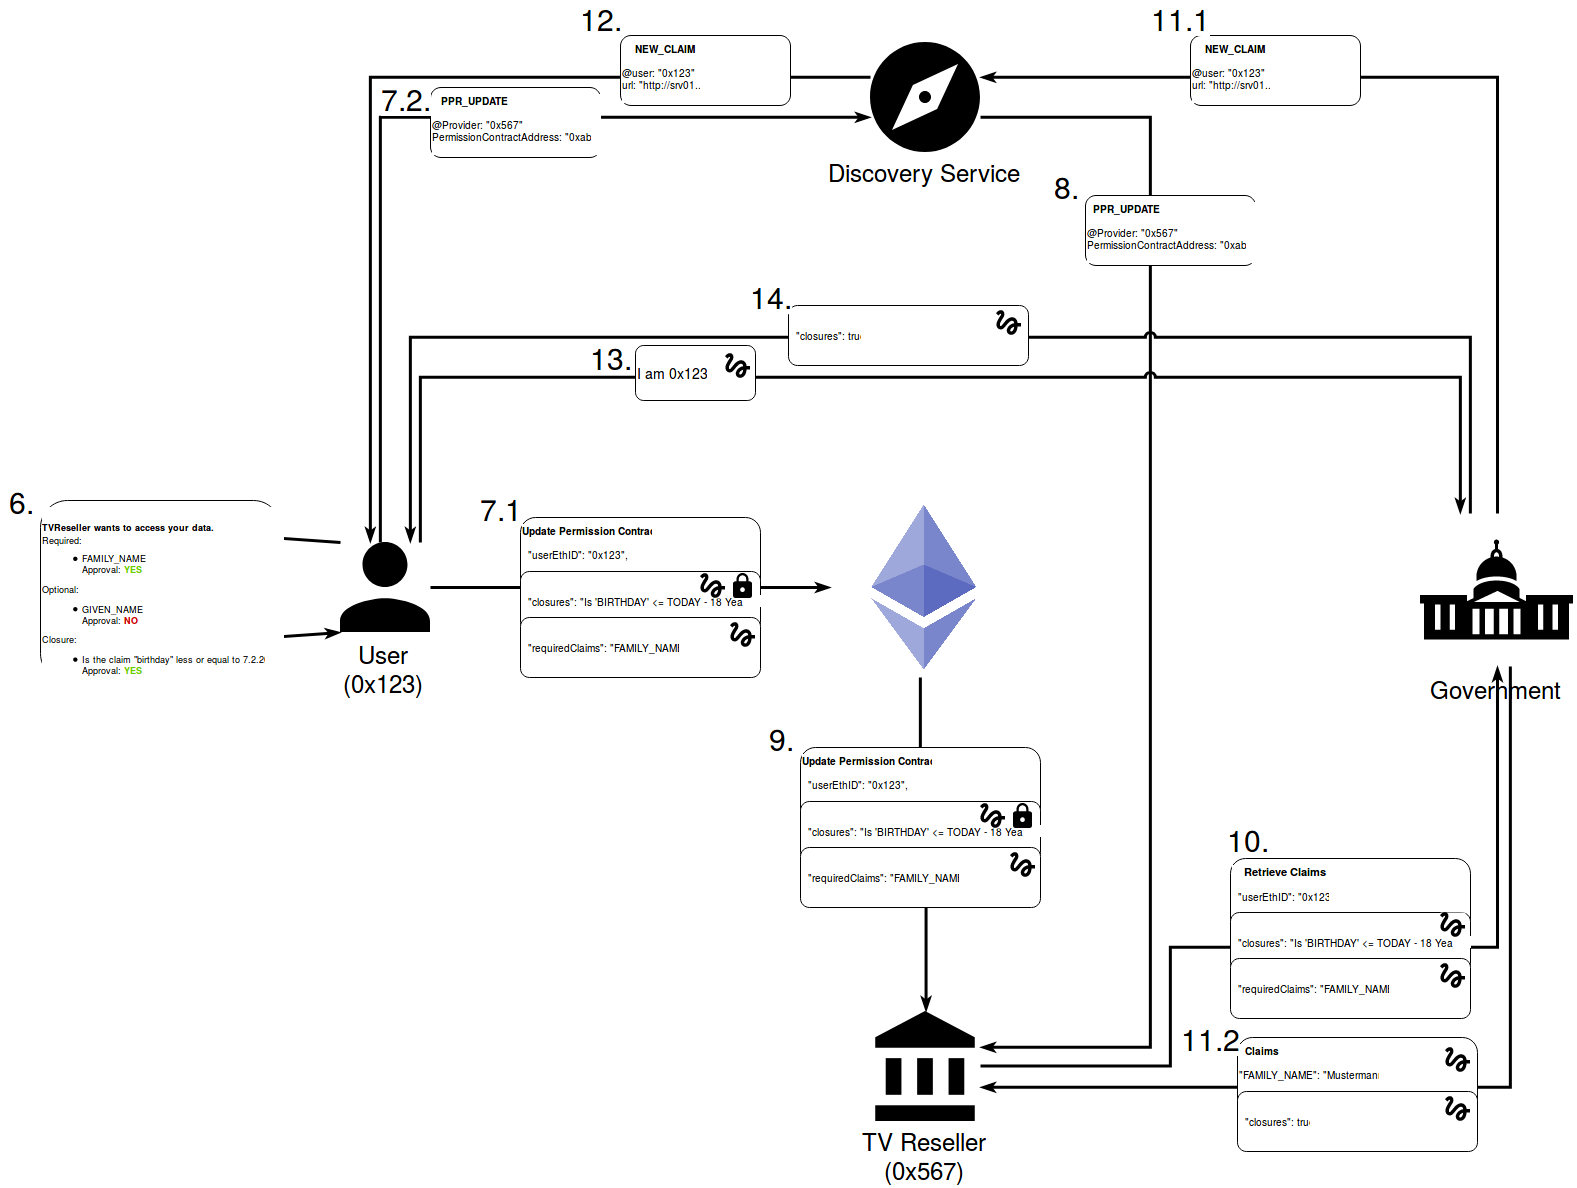 12.
NEW_CLAIM
@user: "0x123"
url: "http://srv01..
11.1
NEW_CLAIM
@user: "0x123"
url: "http://srv01..
7.2.
PPR_UPDATE
@Provider: "0x567"
PermissionContractAddress: "0xab
Discovery Service
8.
PPR_UPDATE
@Provider: "0x567"
PermissionContractAddress: "0xab
14.
"closures": tru
13.
I am 0x123
6.
TVReseller wants to access your data.
Required:
FAMILY_NAME
Approval: YES
Optional:
GIVEN_NAME
Approval: NO
Closure:
Is the claim "birthday" less or equal to 7.2.20
Approval: YES
User
(0x123)
7.1
Update Permission Contra
"userEthID": "0x123",
"closures": "Is 'BIRTHDAY' <= TODAY - 18 Yea
"requiredClaims": "FAMILY_NAM
Government
9.
Update Permission Contra
"userEthID": "0x123",
"closures": "Is 'BIRTHDAY' <= TODAY - 18 Yea
"requiredClaims": "FAMILY_NAM
10.
Retrieve Claims
"userEthID": "0x123
"closures": "Is 'BIRTHDAY' <= TODAY - 18 Yea
"requiredClaims": "FAMILY_NAM
11.2
Claims
"FAMILY_NAME": "Musterman
"closures": tru
TV Reseller
(0x567)